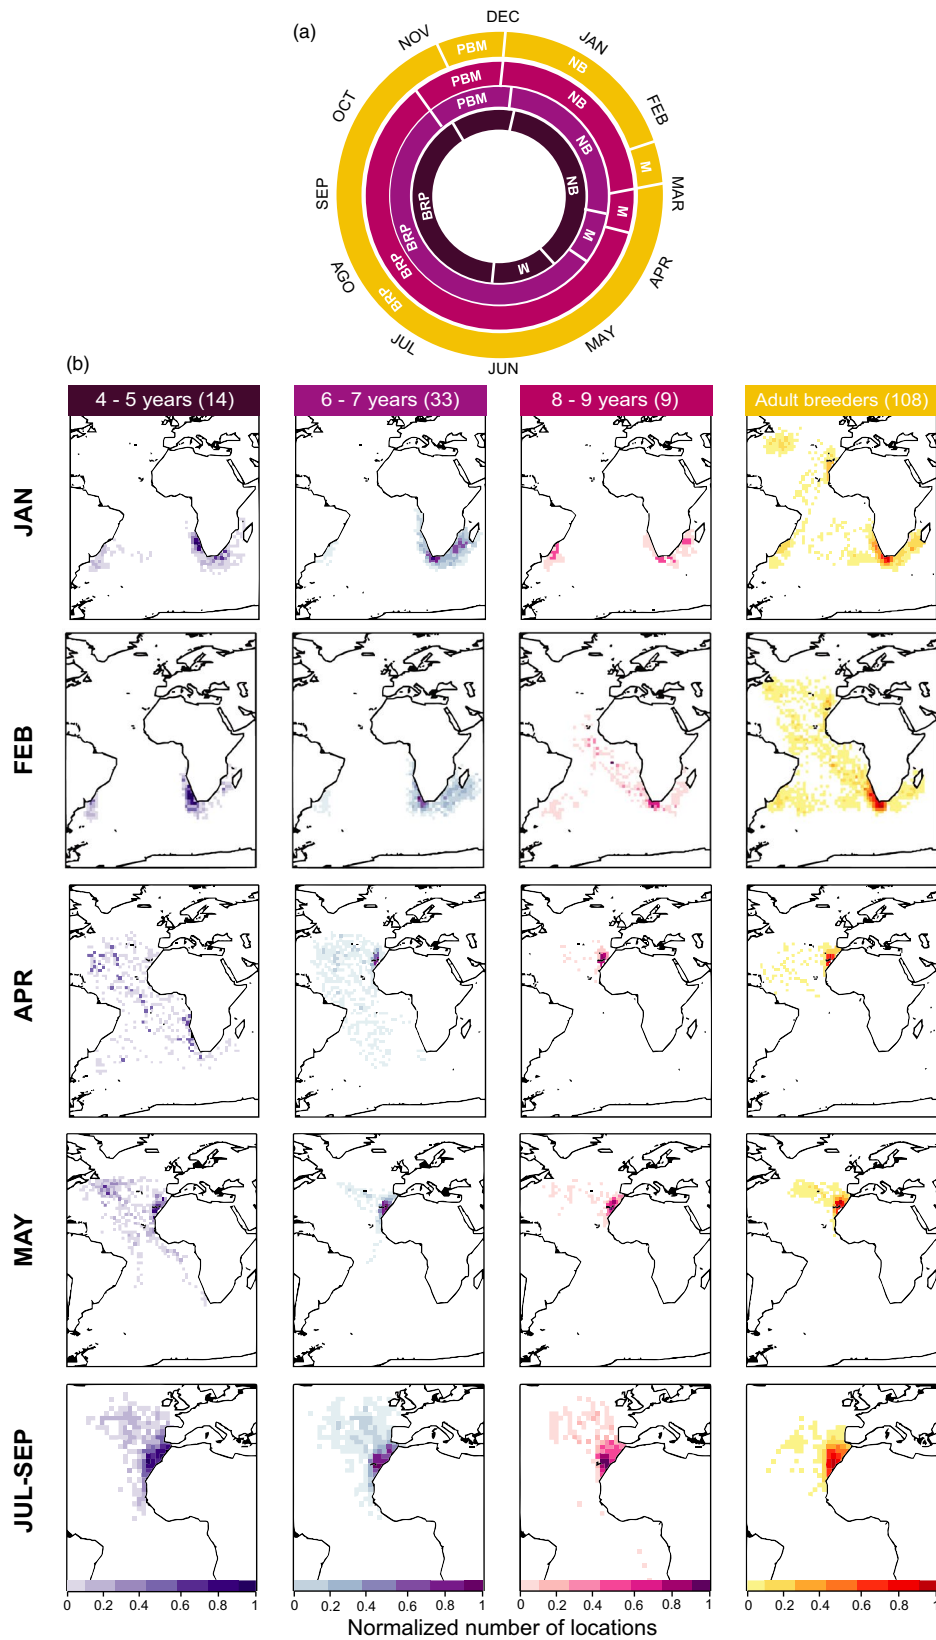 (a)
DEC
NOV
JAN
PBM
NB
PBM
NB
OCT
FEB
PBM
NB
M
SEP
BRP
NB
MAR
BRP
M
M
BRP
M
AGO
APR
BRP
JUL
MAY
JUN
(b)
4 - 5 years (14)
6 - 7 years (33)
8 - 9 years (9)
Adult breeders (108)
JAN
FEB
APR
MAY
JUL-SEP
0 0.2 0.4 0.6 0.8 1
0 0.2 0.4 0.6 0.8 1
0 0.2 0.4 0.6 0.8 1
0 0.2 0.4 0.6 0.8 1
Normalized number of locations